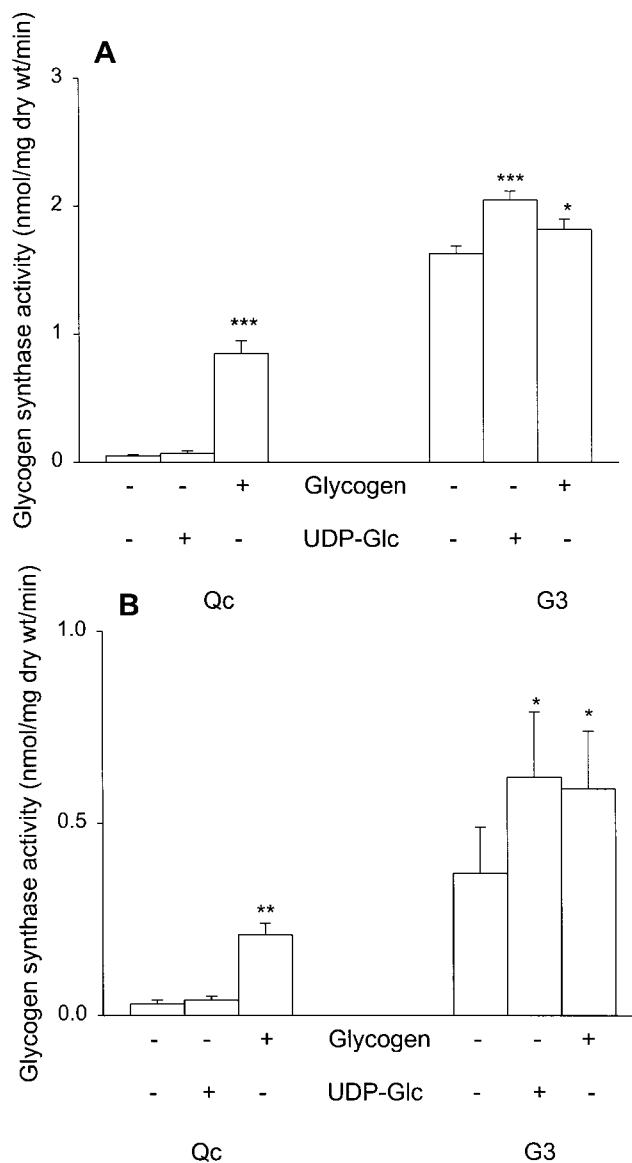 A
Glycogen synthase activity (nmol/mg dry wt/min)
3
2
1
0
***
***
*
- - + Glycogen - - +
- + - UDP-Glc - + -
Qc G3
B
Glycogen synthase activity (nmol/mg dry wt/min)
1.0
0.5
0.0
**
*
*
- - + Glycogen - - +
- + - UDP-Glc - + -
Qc G3